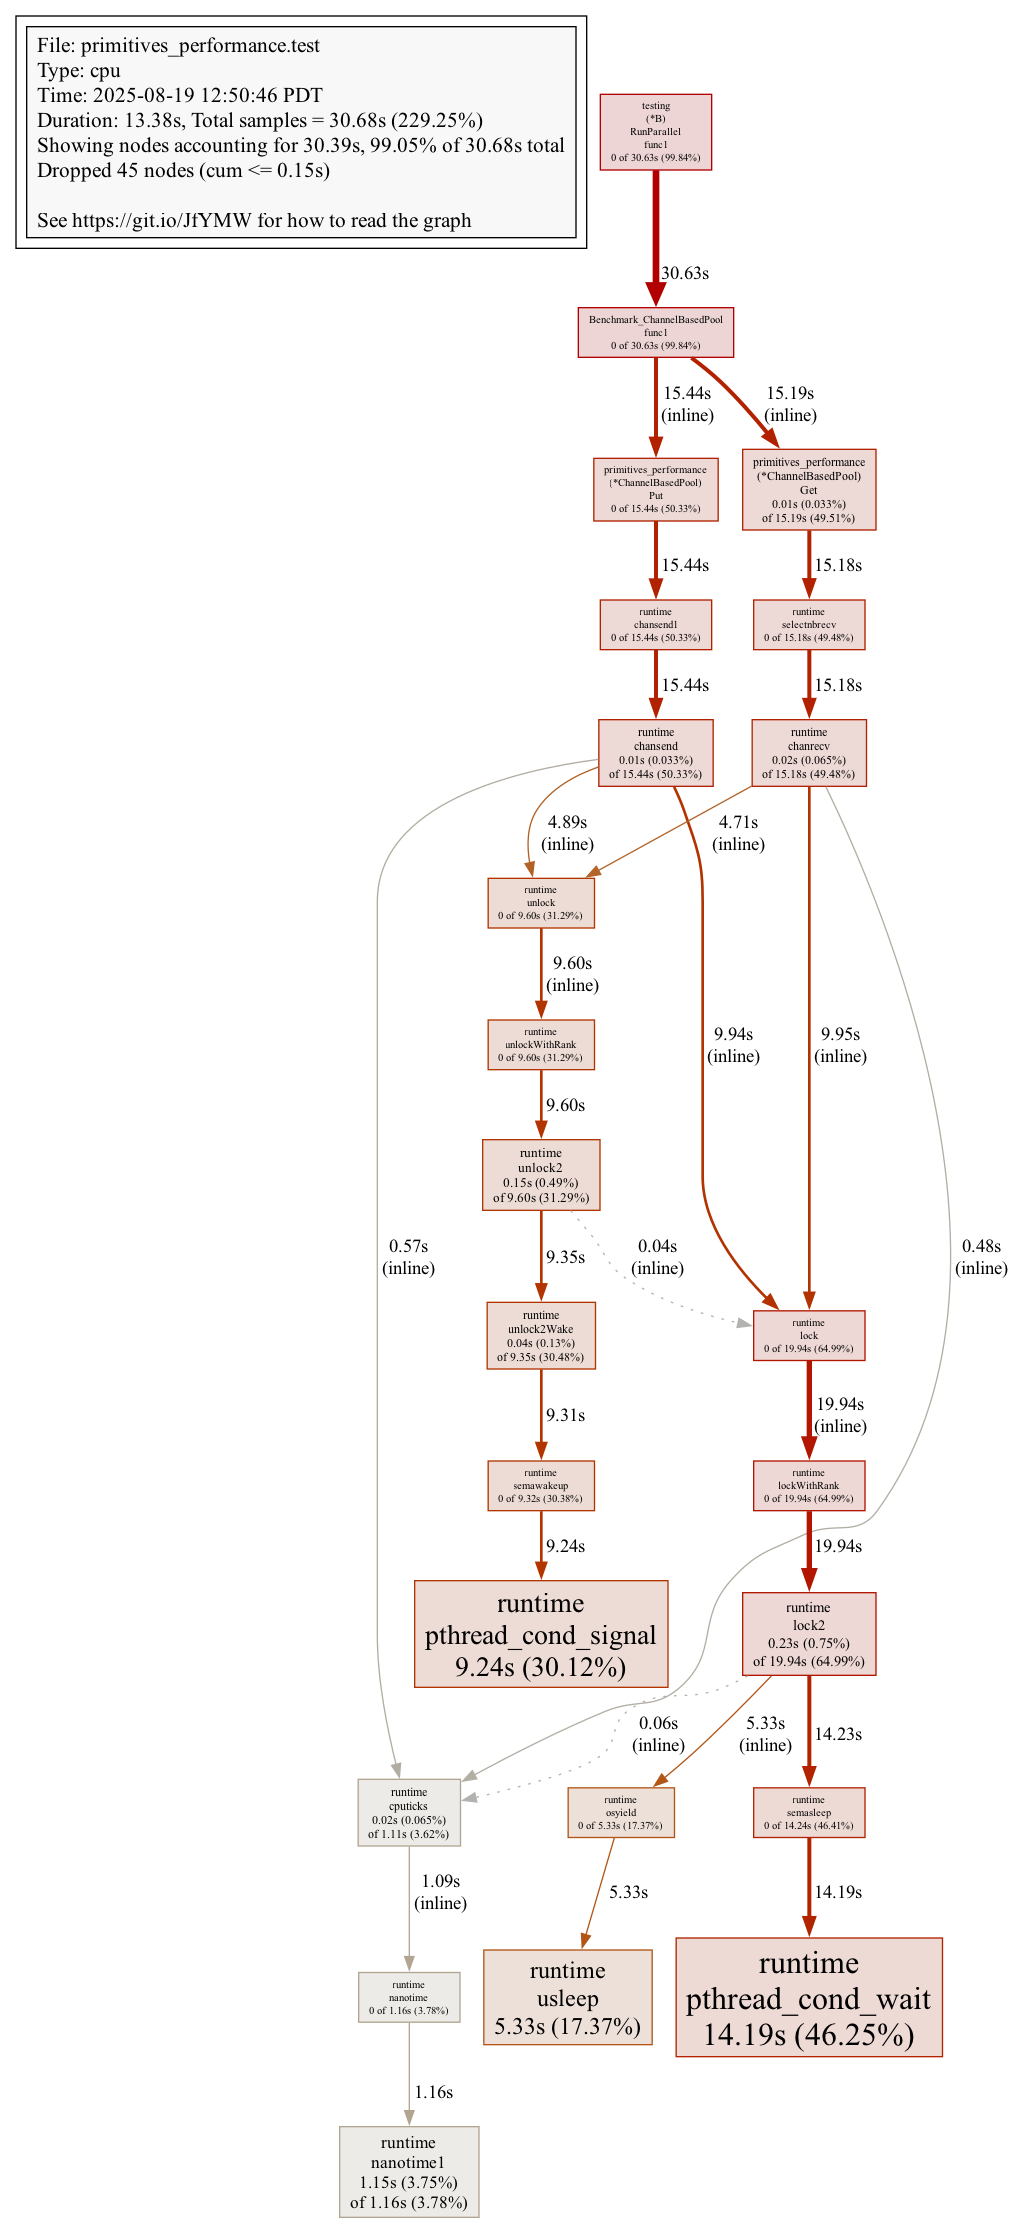 File: primitives_performance.test
Type: cpu
Time: 2025-08-19 12:50:46 PDT
Duration: 13.38s, Total samples = 30.68s (229.25%)
Showing nodes accounting for 30.39s, 99.05% of 30.68s total
Dropped 45 nodes (cum <= 0.15s)
See https://git.io/JfYMW for how to read the graph
testing
(*B)
RunParallel
func1
0 of 30.63s (99.84%)
30.63s
Benchmark_ChannelBasedPool
func1
0 of 30.63s (99.84%)
15.44s
(inline)
15.19s
(inline)
primitives_performance
(*ChannelBasedPool)
Put
0 of 15.44s (50.33%)
primitives_performance
(*ChannelBasedPool)
Get
0.01s (0.033%)
of 15.19s (49.51%)
15.44s
15.18s
runtime
chansend1
0 of 15.44s (50.33%)
runtime
selectnbrecv
0 of 15.18s (49.48%)
15.44s
15.18s
runtime
chansend
0.01s (0.033%)
of 15.44s (50.33%)
runtime
chanrecv
0.02s (0.065%)
of 15.18s (49.48%)
4.89s
(inline)
4.71s
(inline)
runtime
unlock
0 of 9.60s (31.29%)
9.60s
(inline)
runtime
unlockWithRank
0 of 9.60s (31.29%)
9.94s
(inline)
9.95s
(inline)
9.60s
runtime
unlock2
0.15s (0.49%)
of 9.60s (31.29%)
0.57s
(inline)
9.35s
0.04s
(inline)
0.48s
(inline)
runtime
unlock2Wake
0.04s (0.13%)
of 9.35s (30.48%)
runtime
lock
0 of 19.94s (64.99%)
9.31s
19.94s
(inline)
runtime
semawakeup
0 of 9.32s (30.38%)
runtime
lockWithRank
0 of 19.94s (64.99%)
9.24s
19.94s
runtime
pthread_cond_signal
9.24s (30.12%)
runtime
lock2
0.23s (0.75%)
of 19.94s (64.99%)
0.06s
(inline)
5.33s
(inline)
14.23s
runtime
cputicks
0.02s (0.065%)
of 1.11s (3.62%)
runtime
osyield
0 of 5.33s (17.37%)
runtime
semasleep
0 of 14.24s (46.41%)
1.09s
(inline)
5.33s
14.19s
runtime
nanotime
0 of 1.16s (3.78%)
runtime
usleep
5.33s (17.37%)
runtime
pthread_cond_wait
14.19s (46.25%)
1.16s
runtime
nanotime1
1.15s (3.75%)
of 1.16s (3.78%)